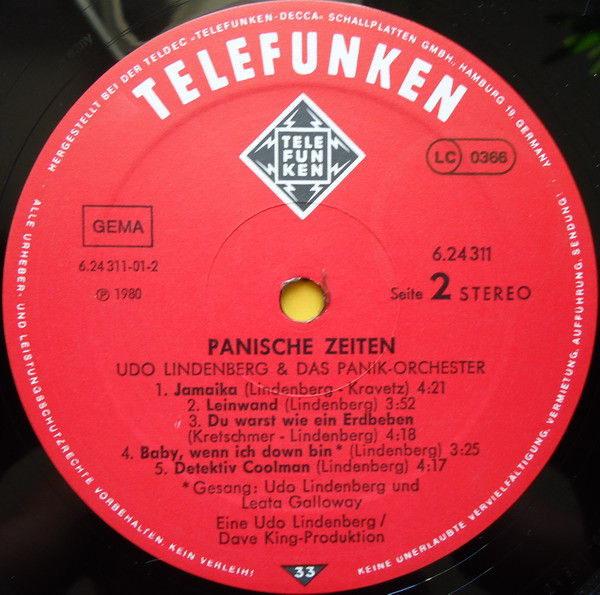 HERGESTELLT BEI DER TELDEC »TELEFUNKEN-DECCA« SCHALLPLATTEN GMBH., HAMBURG 19, GERMANY
TELEFUNKEN
TELE
FUN
KEN
LC 0366
GEMA
6.24311-01-2
Ⓟ 1980
6.24311
Seite 2 STEREO
PANISCHE ZEITEN
UDO LINDENBERG & DAS PANIK-ORCHESTER
1. Jamaika (Lindenberg - Kravetz) 4:21
2. Leinwand (Lindenberg) 3:52
3. Du warst wie ein Erdbeben
(Kretschmer - Lindenberg) 4:18
4. Baby, wenn ich down bin* (Lindenberg) 3:25
5. Detektiv Coolman (Lindenberg) 4:17
*Gesang: Udo Lindenberg und
Leata Galloway
Eine Udo Lindenberg/
Dave King-Produktion
33
ALLE URHEBER- UND LEISTUNGSSCHUTZRECHTE VORBEHALTEN. KEIN VERLEIH!
KEINE UNERLAUBTE VERVIELFÄLTIGUNG, VERMIETUNG, AUFFÜHRUNG, SENDUNG!